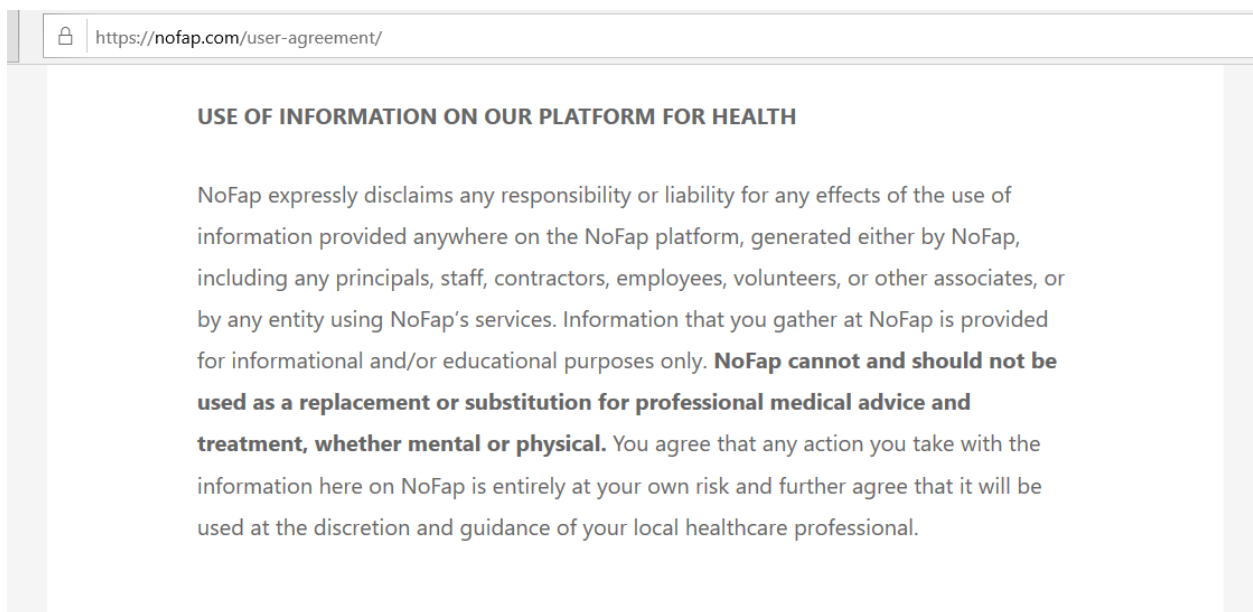 https://nofap.com/user-agreement/
USE OF INFORMATION ON OUR PLATFORM FOR HEALTH
NoFap expressly disclaims any responsibility or liability for any effects of the use of
information provided anywhere on the NoFap platform, generated either by NoFap,
including any principals, staff, contractors, employees, volunteers, or other associates, or
by any entity using NoFap’s services. Information that you gather at NoFap is provided
for informational and/or educational purposes only. NoFap cannot and should not be
used as a replacement or substitution for professional medical advice and
treatment, whether mental or physical. You agree that any action you take with the
information here on NoFap is entirely at your own risk and further agree that it will be
used at the discretion and guidance of your local healthcare professional.